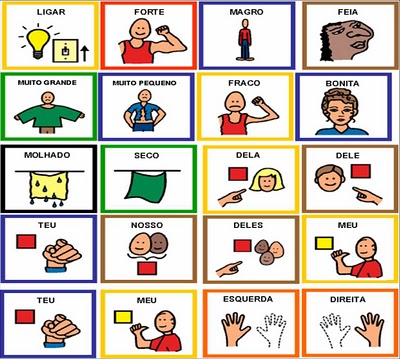 LIGAR
FORTE
MAGRO
FEIA
MUITO GRANDE
MUITO PEQUENO
FRACO
BONITA
MOLHADO
SECO
DELA
DELE
TEU
NOSSO
DELES
MEU
TEU
MEU
ESQUERDA
DIREITA